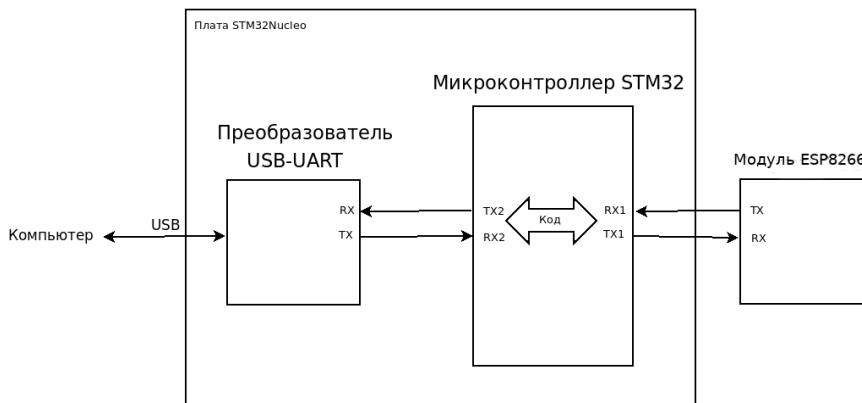 Плата STM32Nucleo
Микроконтроллер STM32
Преобразователь
USB-UART
Модуль ESP8266
RX
TX
TX2
RX2
Код
RX1
TX1
TX
RX
USB
Компьютер